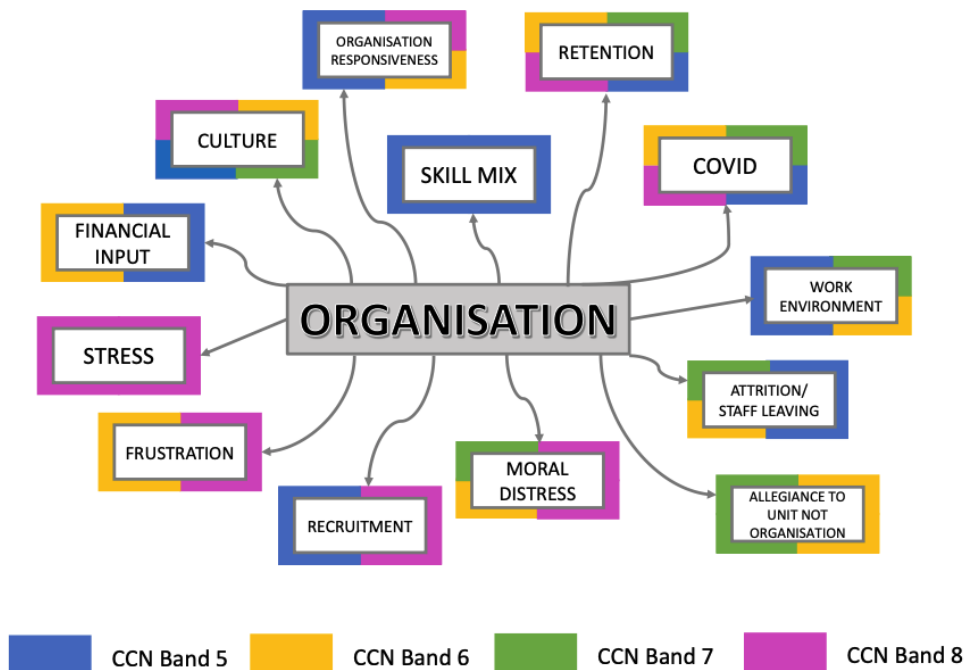 ORGANISATION
RESPONSIVENESS
RETENTION
CULTURE
SKILL MIX
COVID
FINANCIAL
INPUT
WORK
ENVIRONMENT
ORGANISATION
STRESS
ATTRITION/
STAFF LEAVING
FRUSTRATION
MORAL
DISTRESS
RECRUITMENT
ALLEGIANCE TO
UNIT NOT
ORGANISATION
CCN Band 5
CCN Band 6
CCN Band 7
CCN Band 8